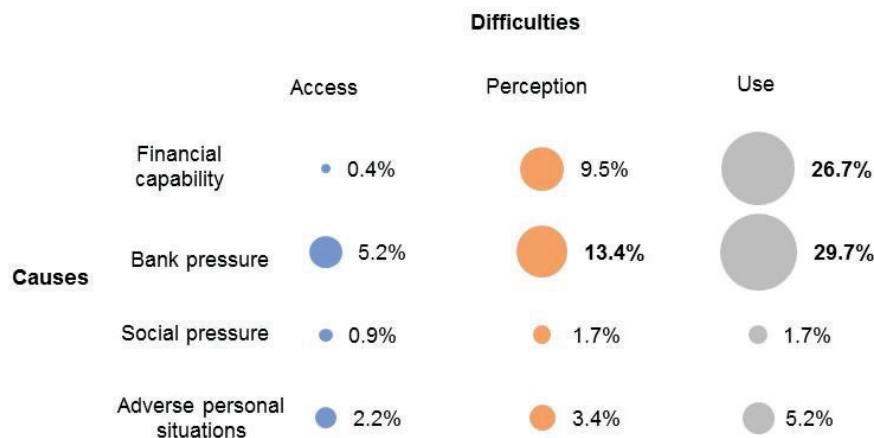 Difficulties
Access Perception Use
Financial
capability 0.4% 9.5% 26.7%
Bank pressure 5.2% 13.4% 29.7%
Causes
Social pressure 0.9% 1.7% 1.7%
Adverse personal
situations 2.2% 3.4% 5.2%